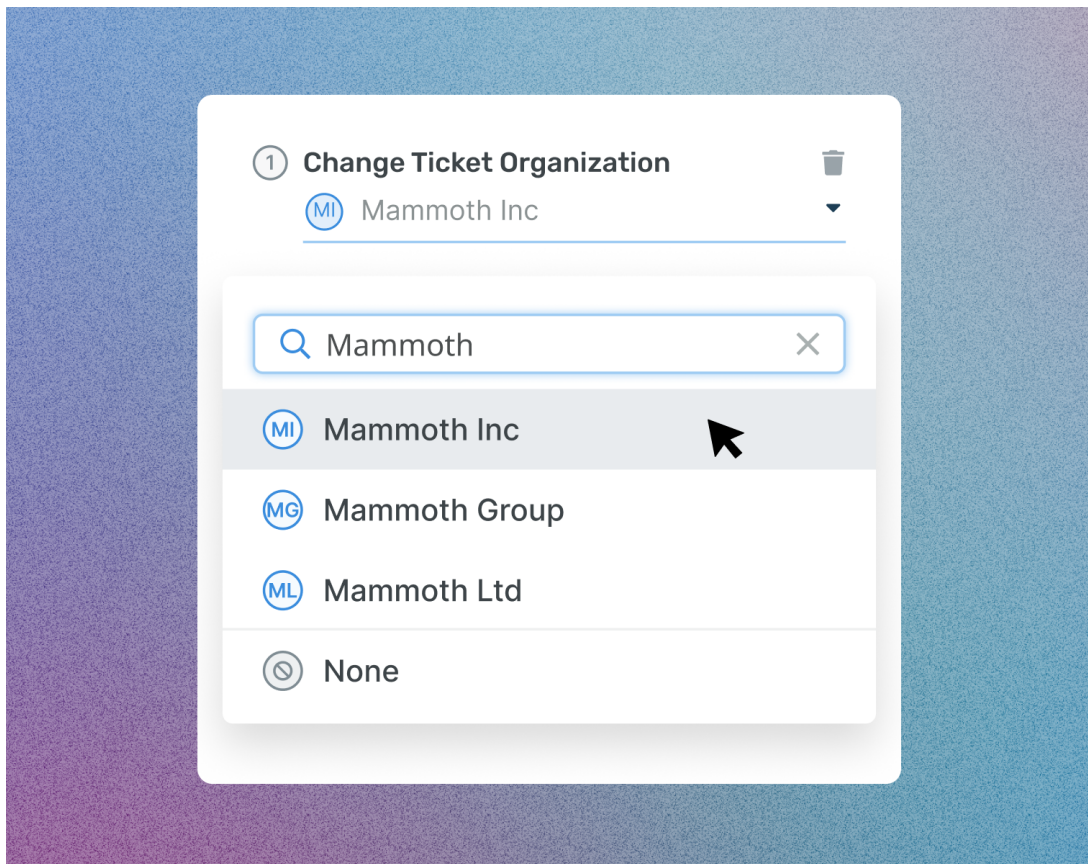 1 Change Ticket Organization
MI Mammoth Inc
Mammoth
MI Mammoth Inc
MG Mammoth Group
ML Mammoth Ltd
None